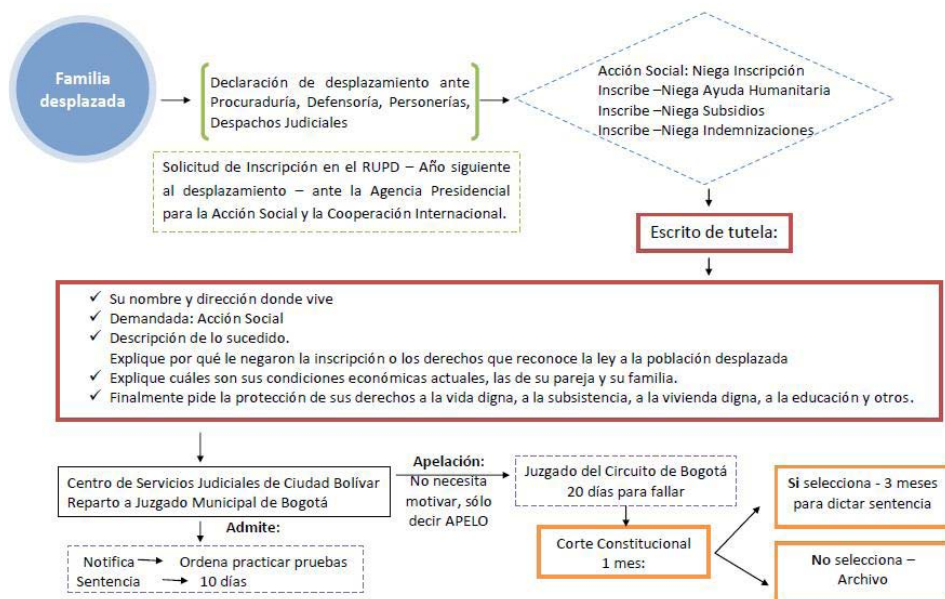 Familia
desplazada
Declaración de desplazamiento ante
Procuraduría, Defensoría, Personerías,
Despachos Judiciales
Acción Social: Niega Inscripción
Inscribe –Niega Ayuda Humanitaria
Inscribe –Niega Subsidios
Inscribe –Niega Indemnizaciones
Solicitud de Inscripción en el RUPD – Año siguiente
al desplazamiento – ante la Agencia Presidencial
para la Acción Social y la Cooperación Internacional.
Escrito de tutela:
✓ Su nombre y dirección donde vive
✓ Demandada: Acción Social
✓ Descripción de lo sucedido.
Explique por qué le negaron la inscripción o los derechos que reconoce la ley a la población desplazada
✓ Explique cuáles son sus condiciones económicas actuales, las de su pareja y su familia.
✓ Finalmente pide la protección de sus derechos a la vida digna, a la subsistencia, a la vivienda digna, a la educación y otros.
Centro de Servicios Judiciales de Ciudad Bolívar
Reparto a Juzgado Municipal de Bogotá
Apelación:
No necesita
motivar, sólo
decir APELO
Juzgado del Circuito de Bogotá
20 días para fallar
Si selecciona - 3 meses
para dictar sentencia
Admite:
Notifica → Ordena practicar pruebas
Sentencia → 10 días
Corte Constitucional
1 mes:
No selecciona –
Archivo